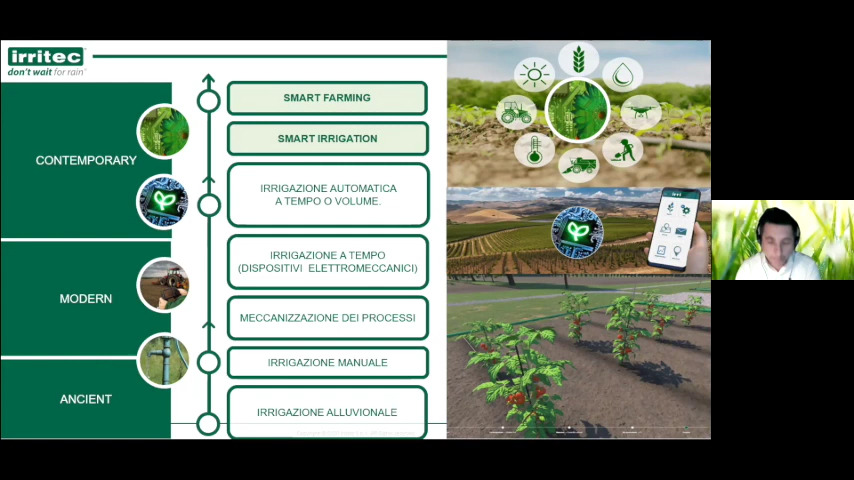 irritec
don't wait for rain
SMART FARMING
SMART IRRIGATION
CONTEMPORARY
IRRIGAZIONE AUTOMATICA
A TEMPO O VOLUME.
IRRIGAZIONE A TEMPO
(DISPOSITIVI ELETTROMECCANICI)
MODERN
MECCANIZZAZIONE DEI PROCESSI
IRRIGAZIONE MANUALE
ANCIENT
IRRIGAZIONE ALLUVIONALE